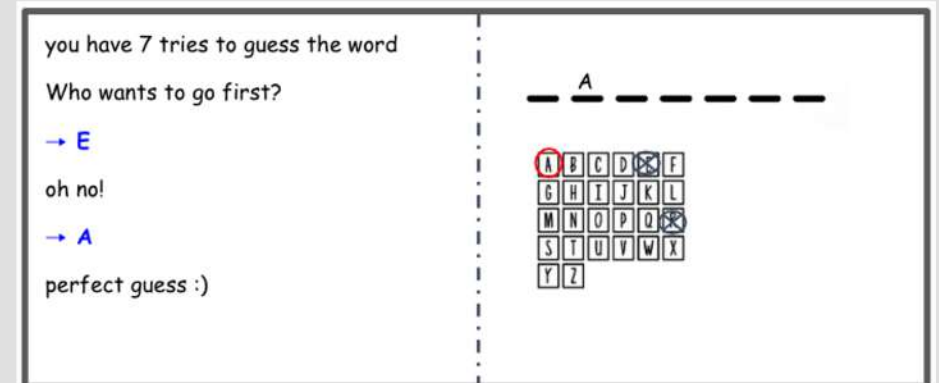 you have 7 tries to guess the word
Who wants to go first?
→ E
oh no!
→ A
perfect guess :)
A
A B C D E F
G H I J K L
M N O P Q R
S T U V W X
Y Z